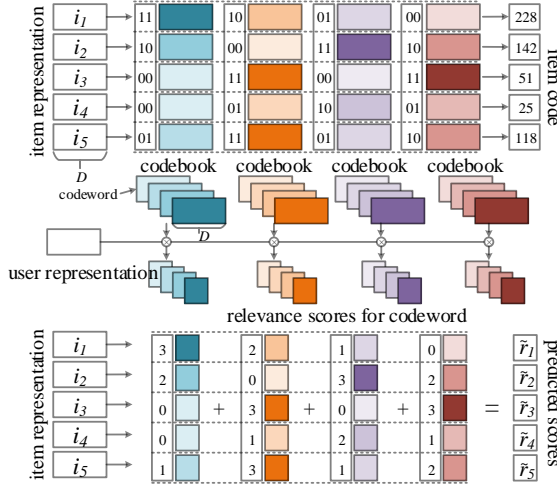 item representation
i1 11 10 01 00 228
i2 10 00 11 10 142
i3 00 11 00 11 51
i4 00 01 10 01 25
i5 01 11 01 10 118
item code
D
codeword
codebook codebook codebook codebook
D
user representation
relevance scores for codeword
item representation
i1 3 2 1 0 r̃1
i2 2 0 3 2 r̃2
i3 0 + 3 + 0 + 3 = r̃3
i4 0 1 2 1 r̃4
i5 1 3 1 2 r̃5
predicted scores